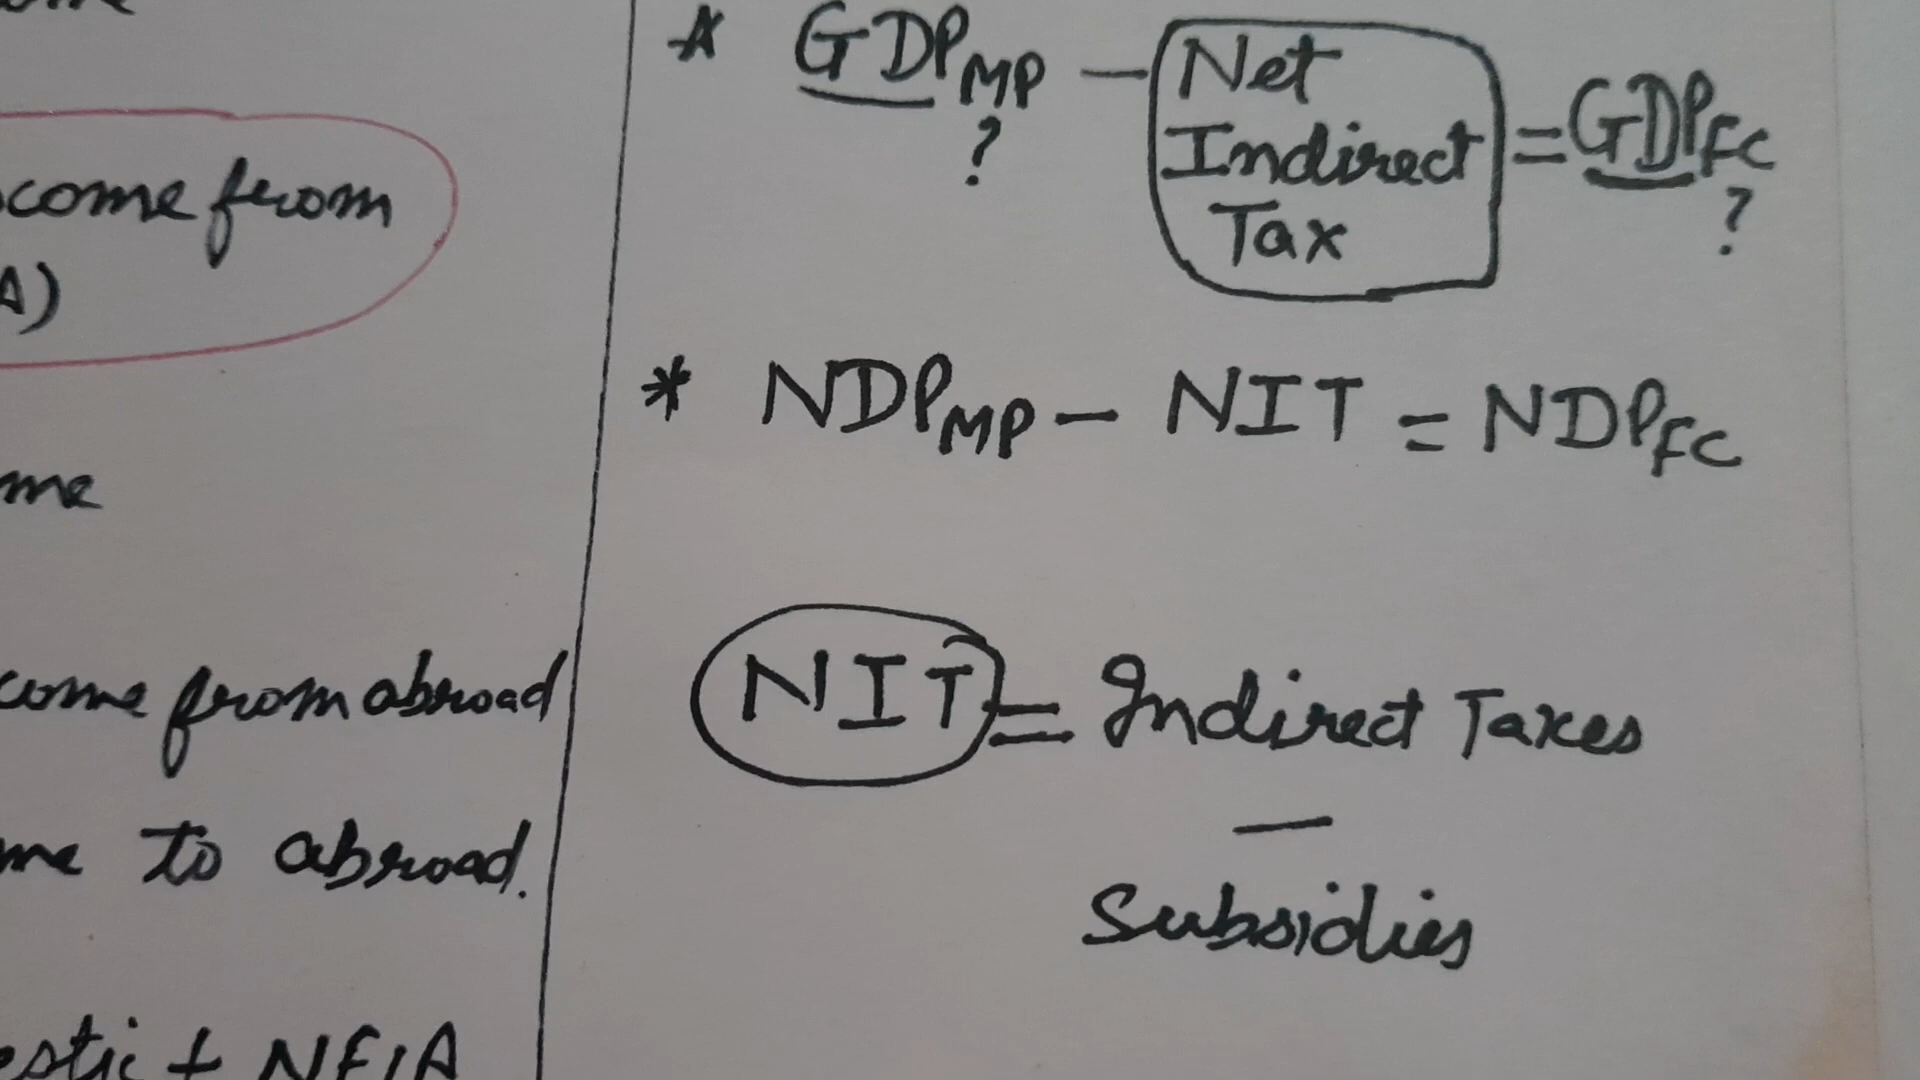 come from
A)
me
come from abroad
me to abroad.
estic + NFIA
* GDPMP - Net Indirect Tax = GDPFC
? ?
* NDPMP - NIT = NDPFC
NIT = Indirect Taxes
-
Subsidies